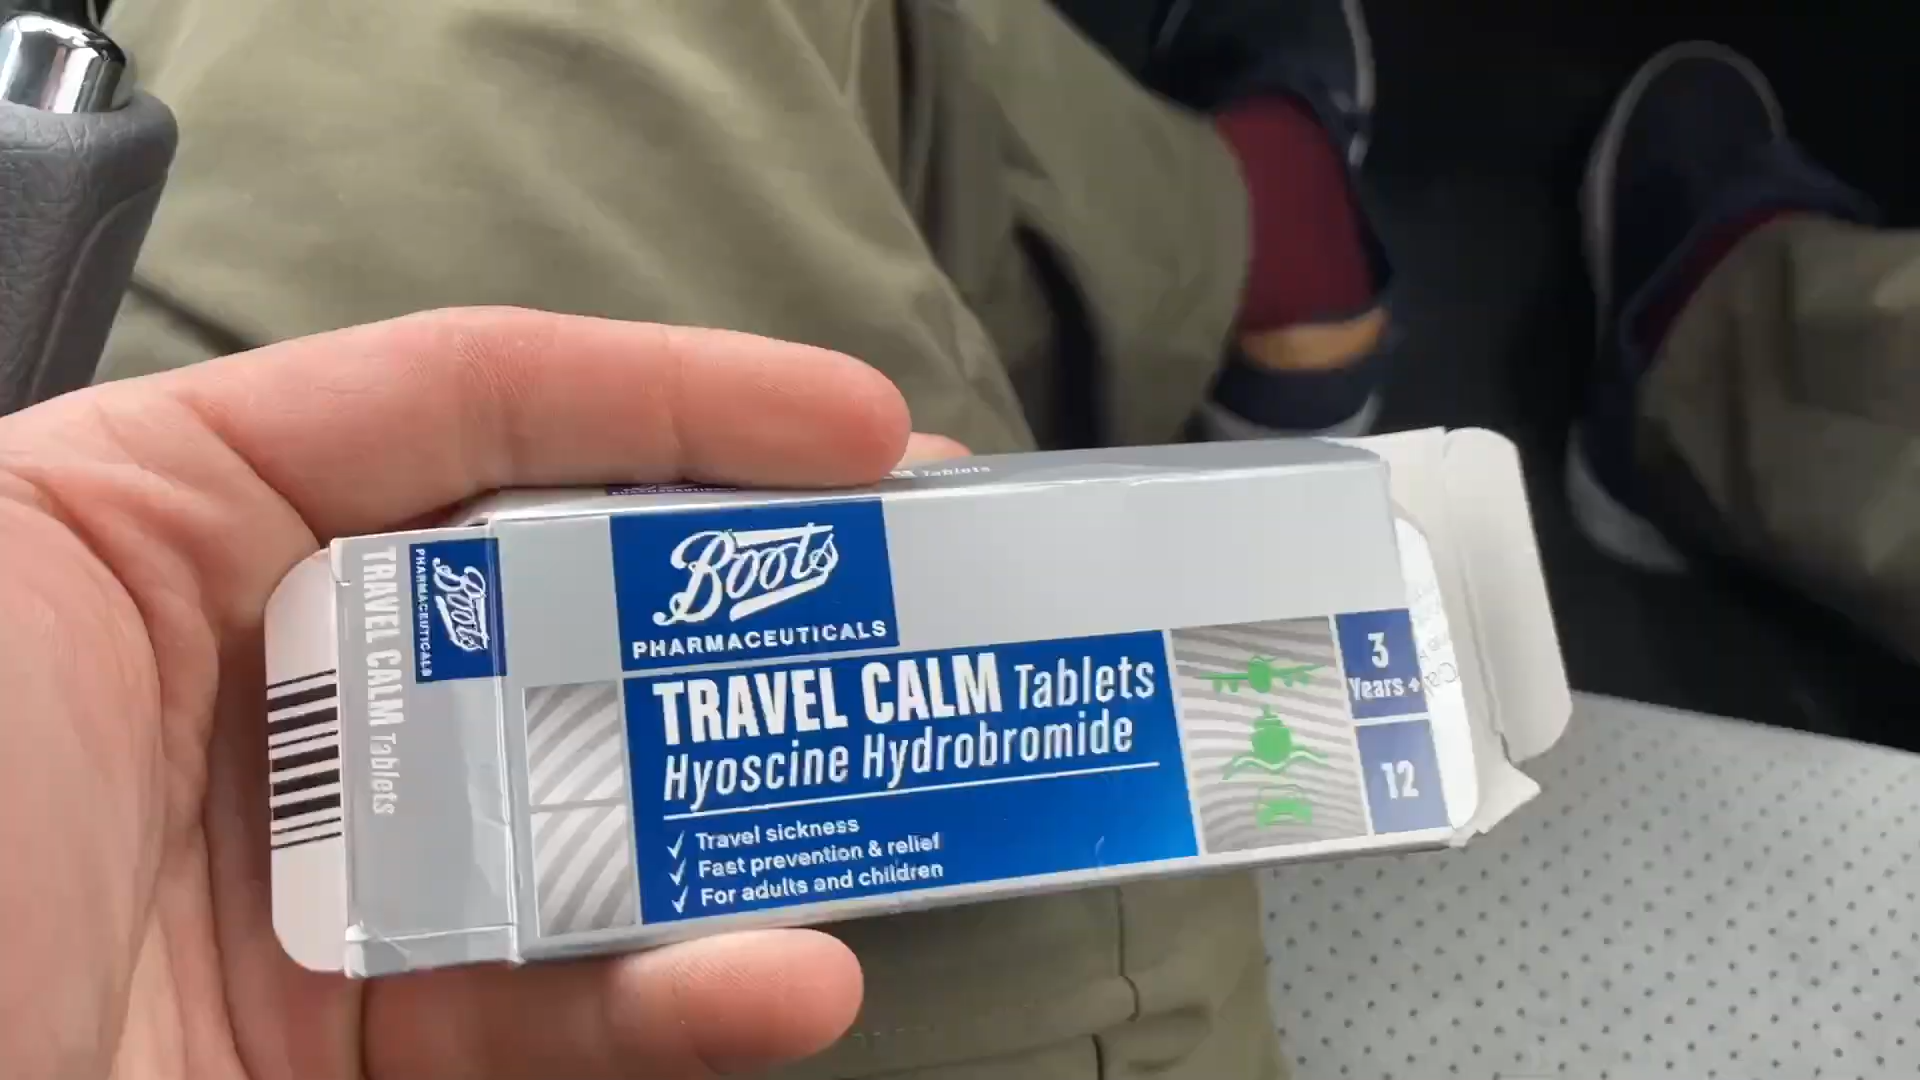 Tablets
Boots
PHARMACEUTICALS
TRAVEL CALM Tablets
Boots
PHARMACEUTICALS
TRAVEL CALM Tablets
Hyoscine Hydrobromide
Travel sickness
Fast prevention & relief
For adults and children
3
Years +
12